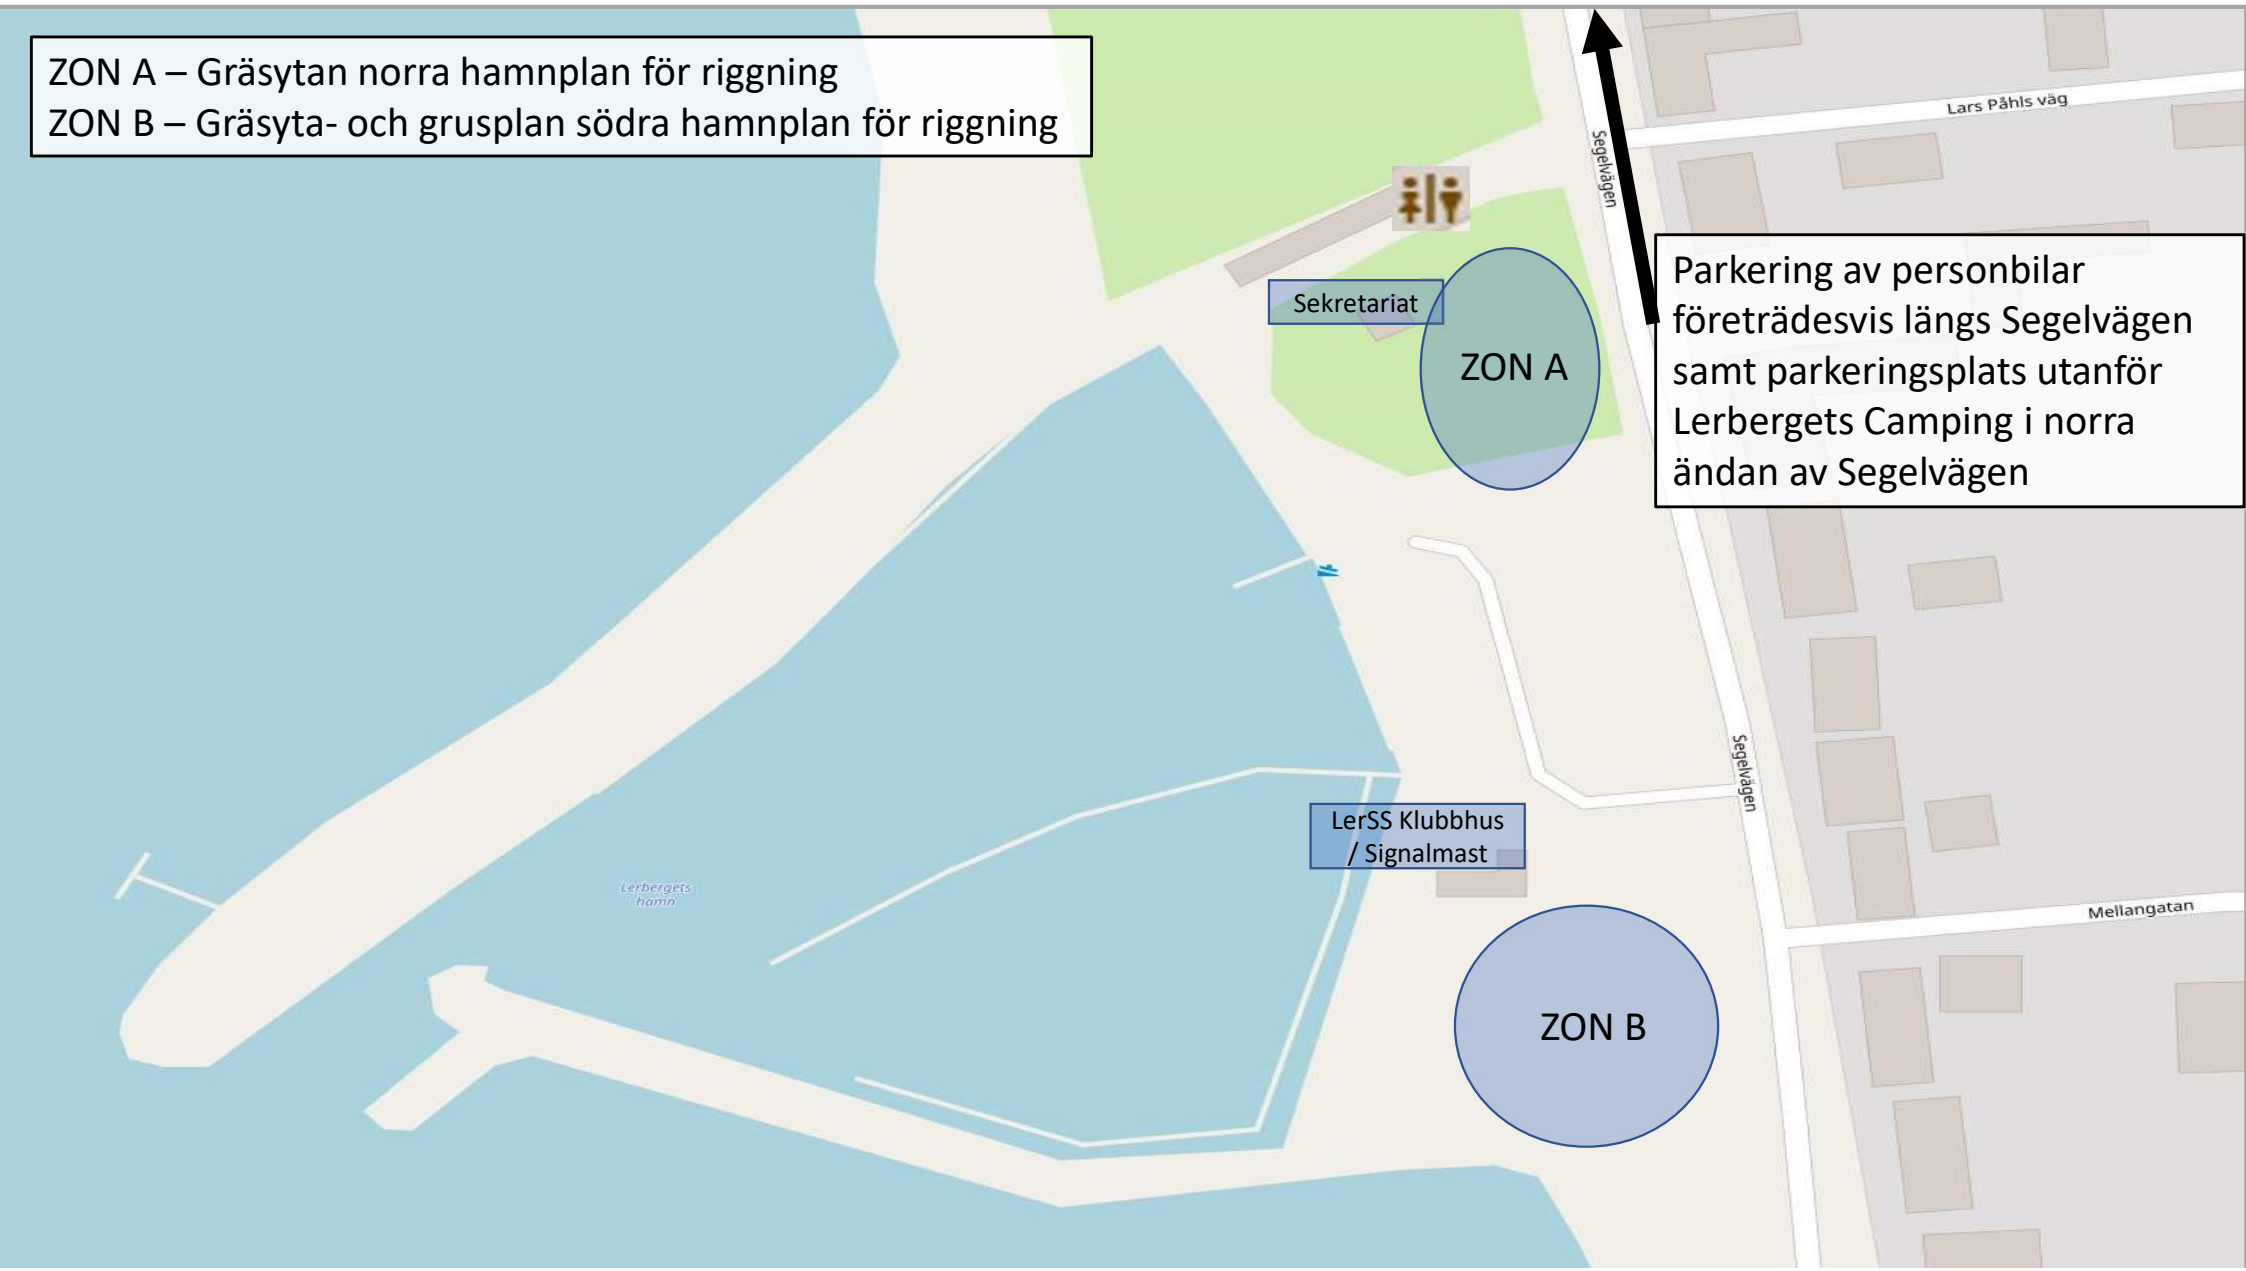 ZON A – Gräsytan norra hamnplan för riggning
ZON B – Gräsyta- och grusplan södra hamnplan för riggning
Lars Påhls väg
Segelvägen
Parkering av personbilar
företrädesvis längs Segelvägen
samt parkeringsplats utanför
Lerbergets Camping i norra
ändan av Segelvägen
Sekretariat
ZON A
Segelvägen
LerSS Klubbhus
/ Signalmast
Lerbergets
hamn
Mellangatan
ZON B